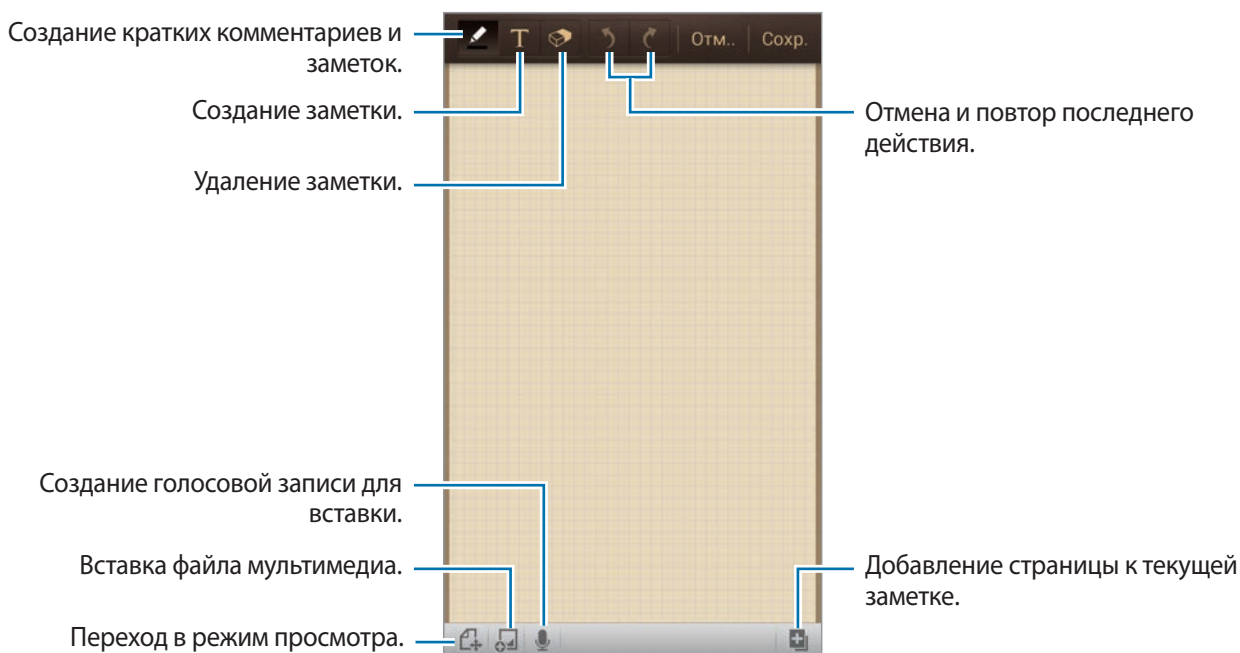 Создание кратких комментариев и
заметок.
Т
Отм..
Сохр.
Создание заметки.
Отмена и повтор последнего
действия.
Удаление заметки.
Создание голосовой записи для
вставки.
Вставка файла мультимедиа.
Добавление страницы к текущей
заметке.
Переход в режим просмотра.